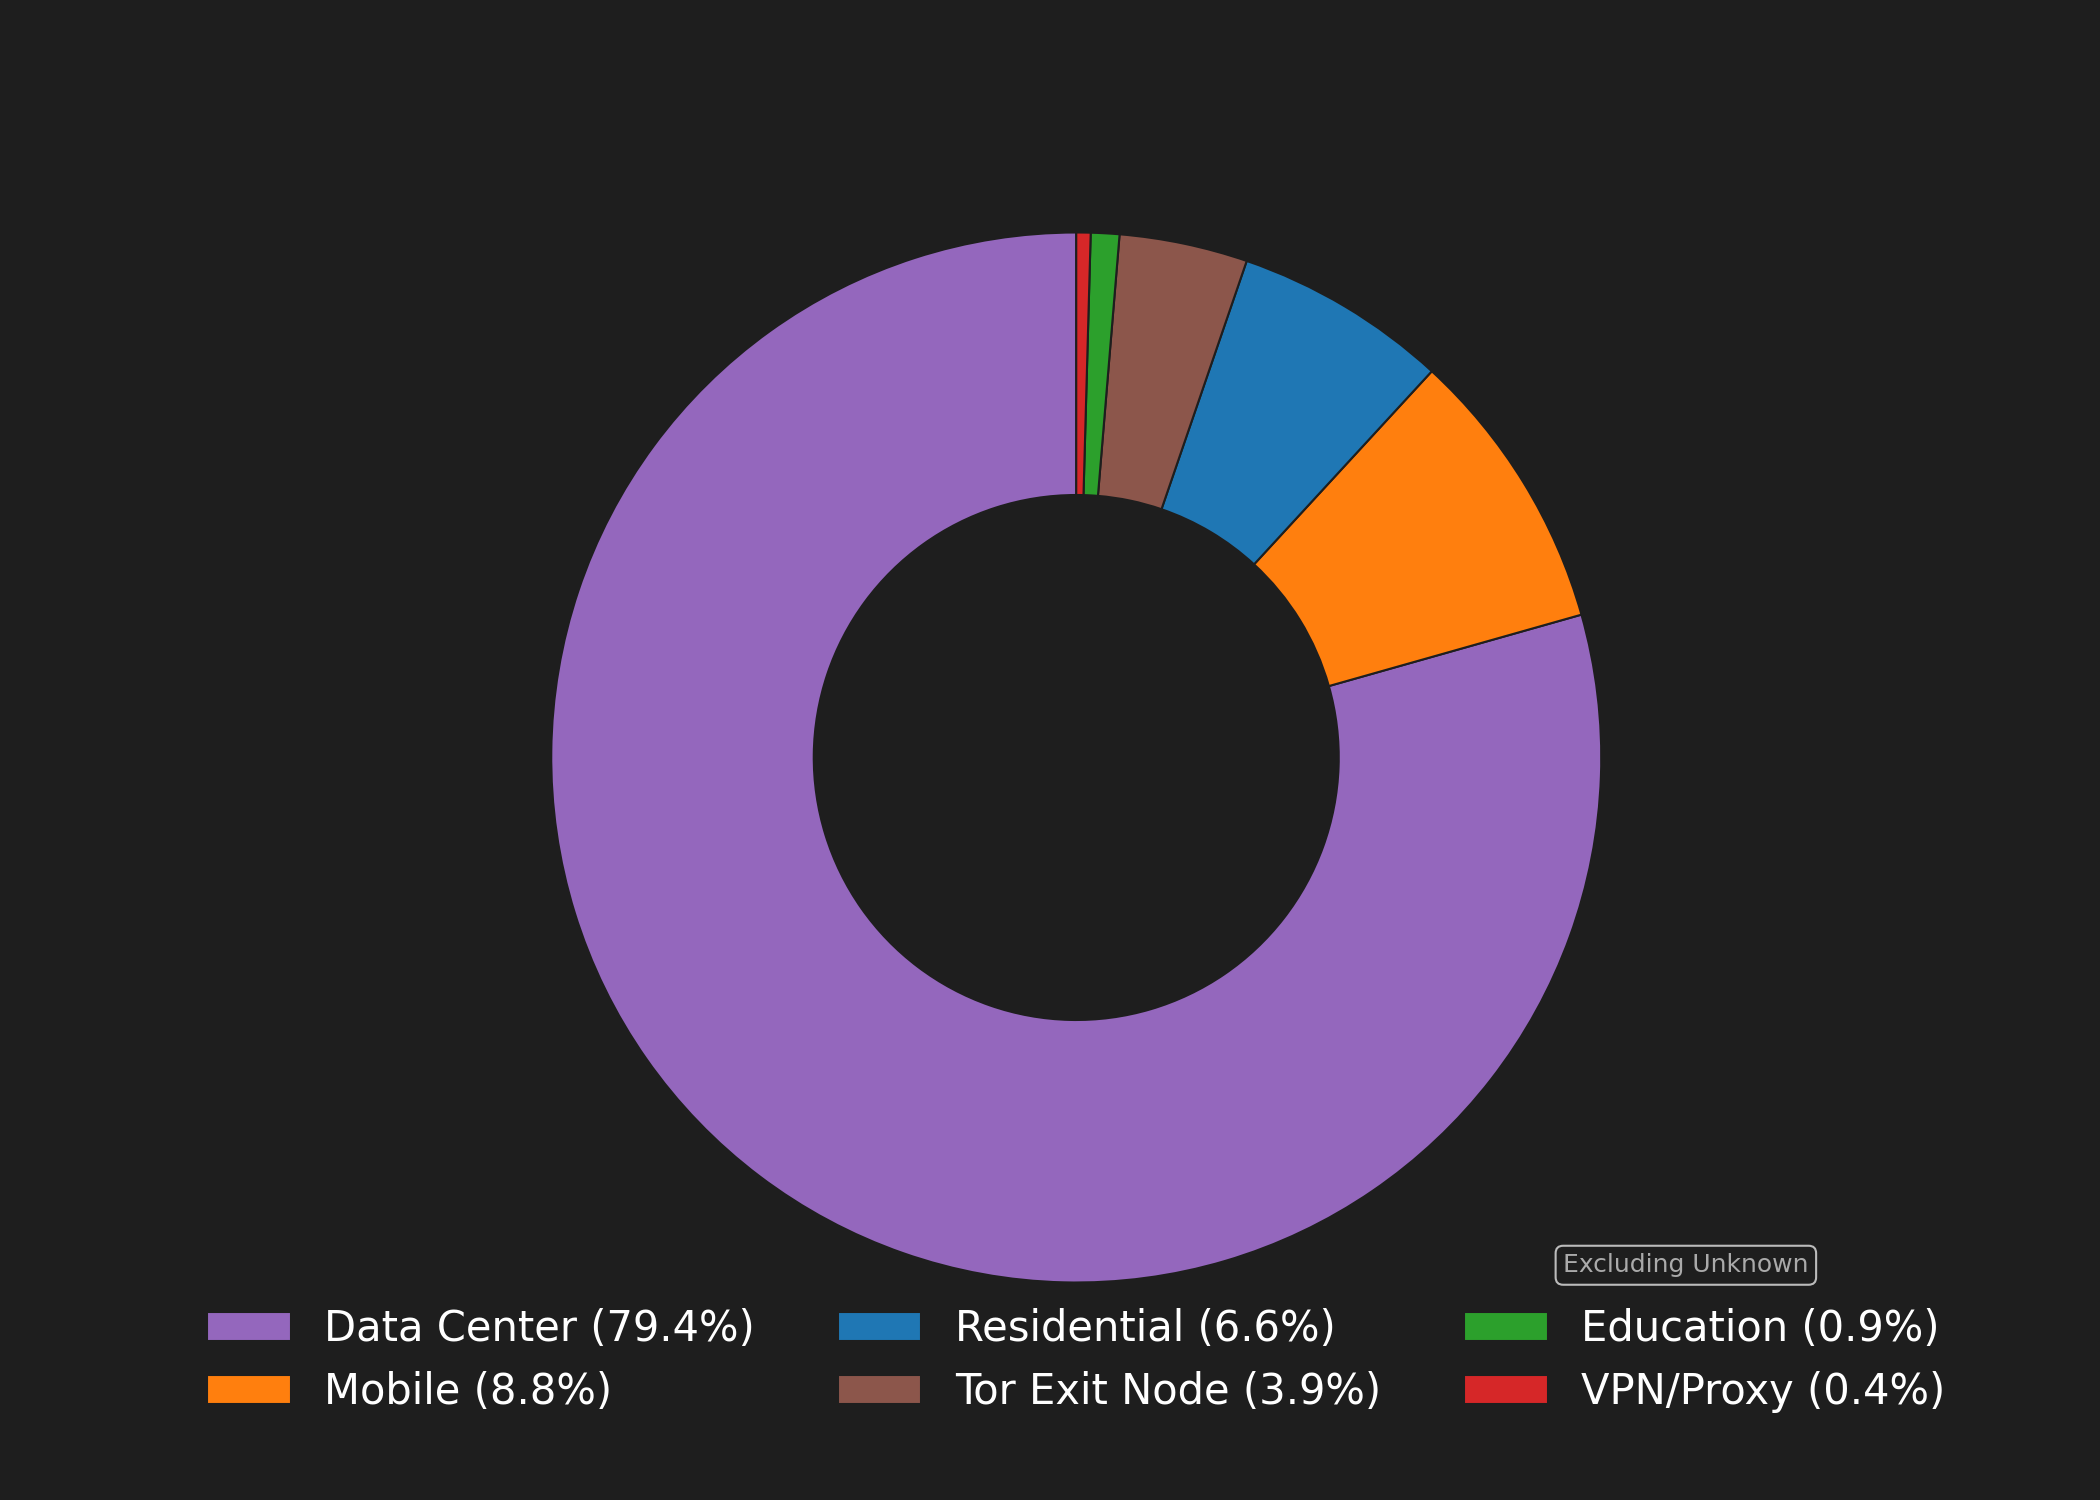 Excluding Unknown
Data Center (79.4%)
Mobile (8.8%)
Residential (6.6%)
Tor Exit Node (3.9%)
Education (0.9%)
VPN/Proxy (0.4%)